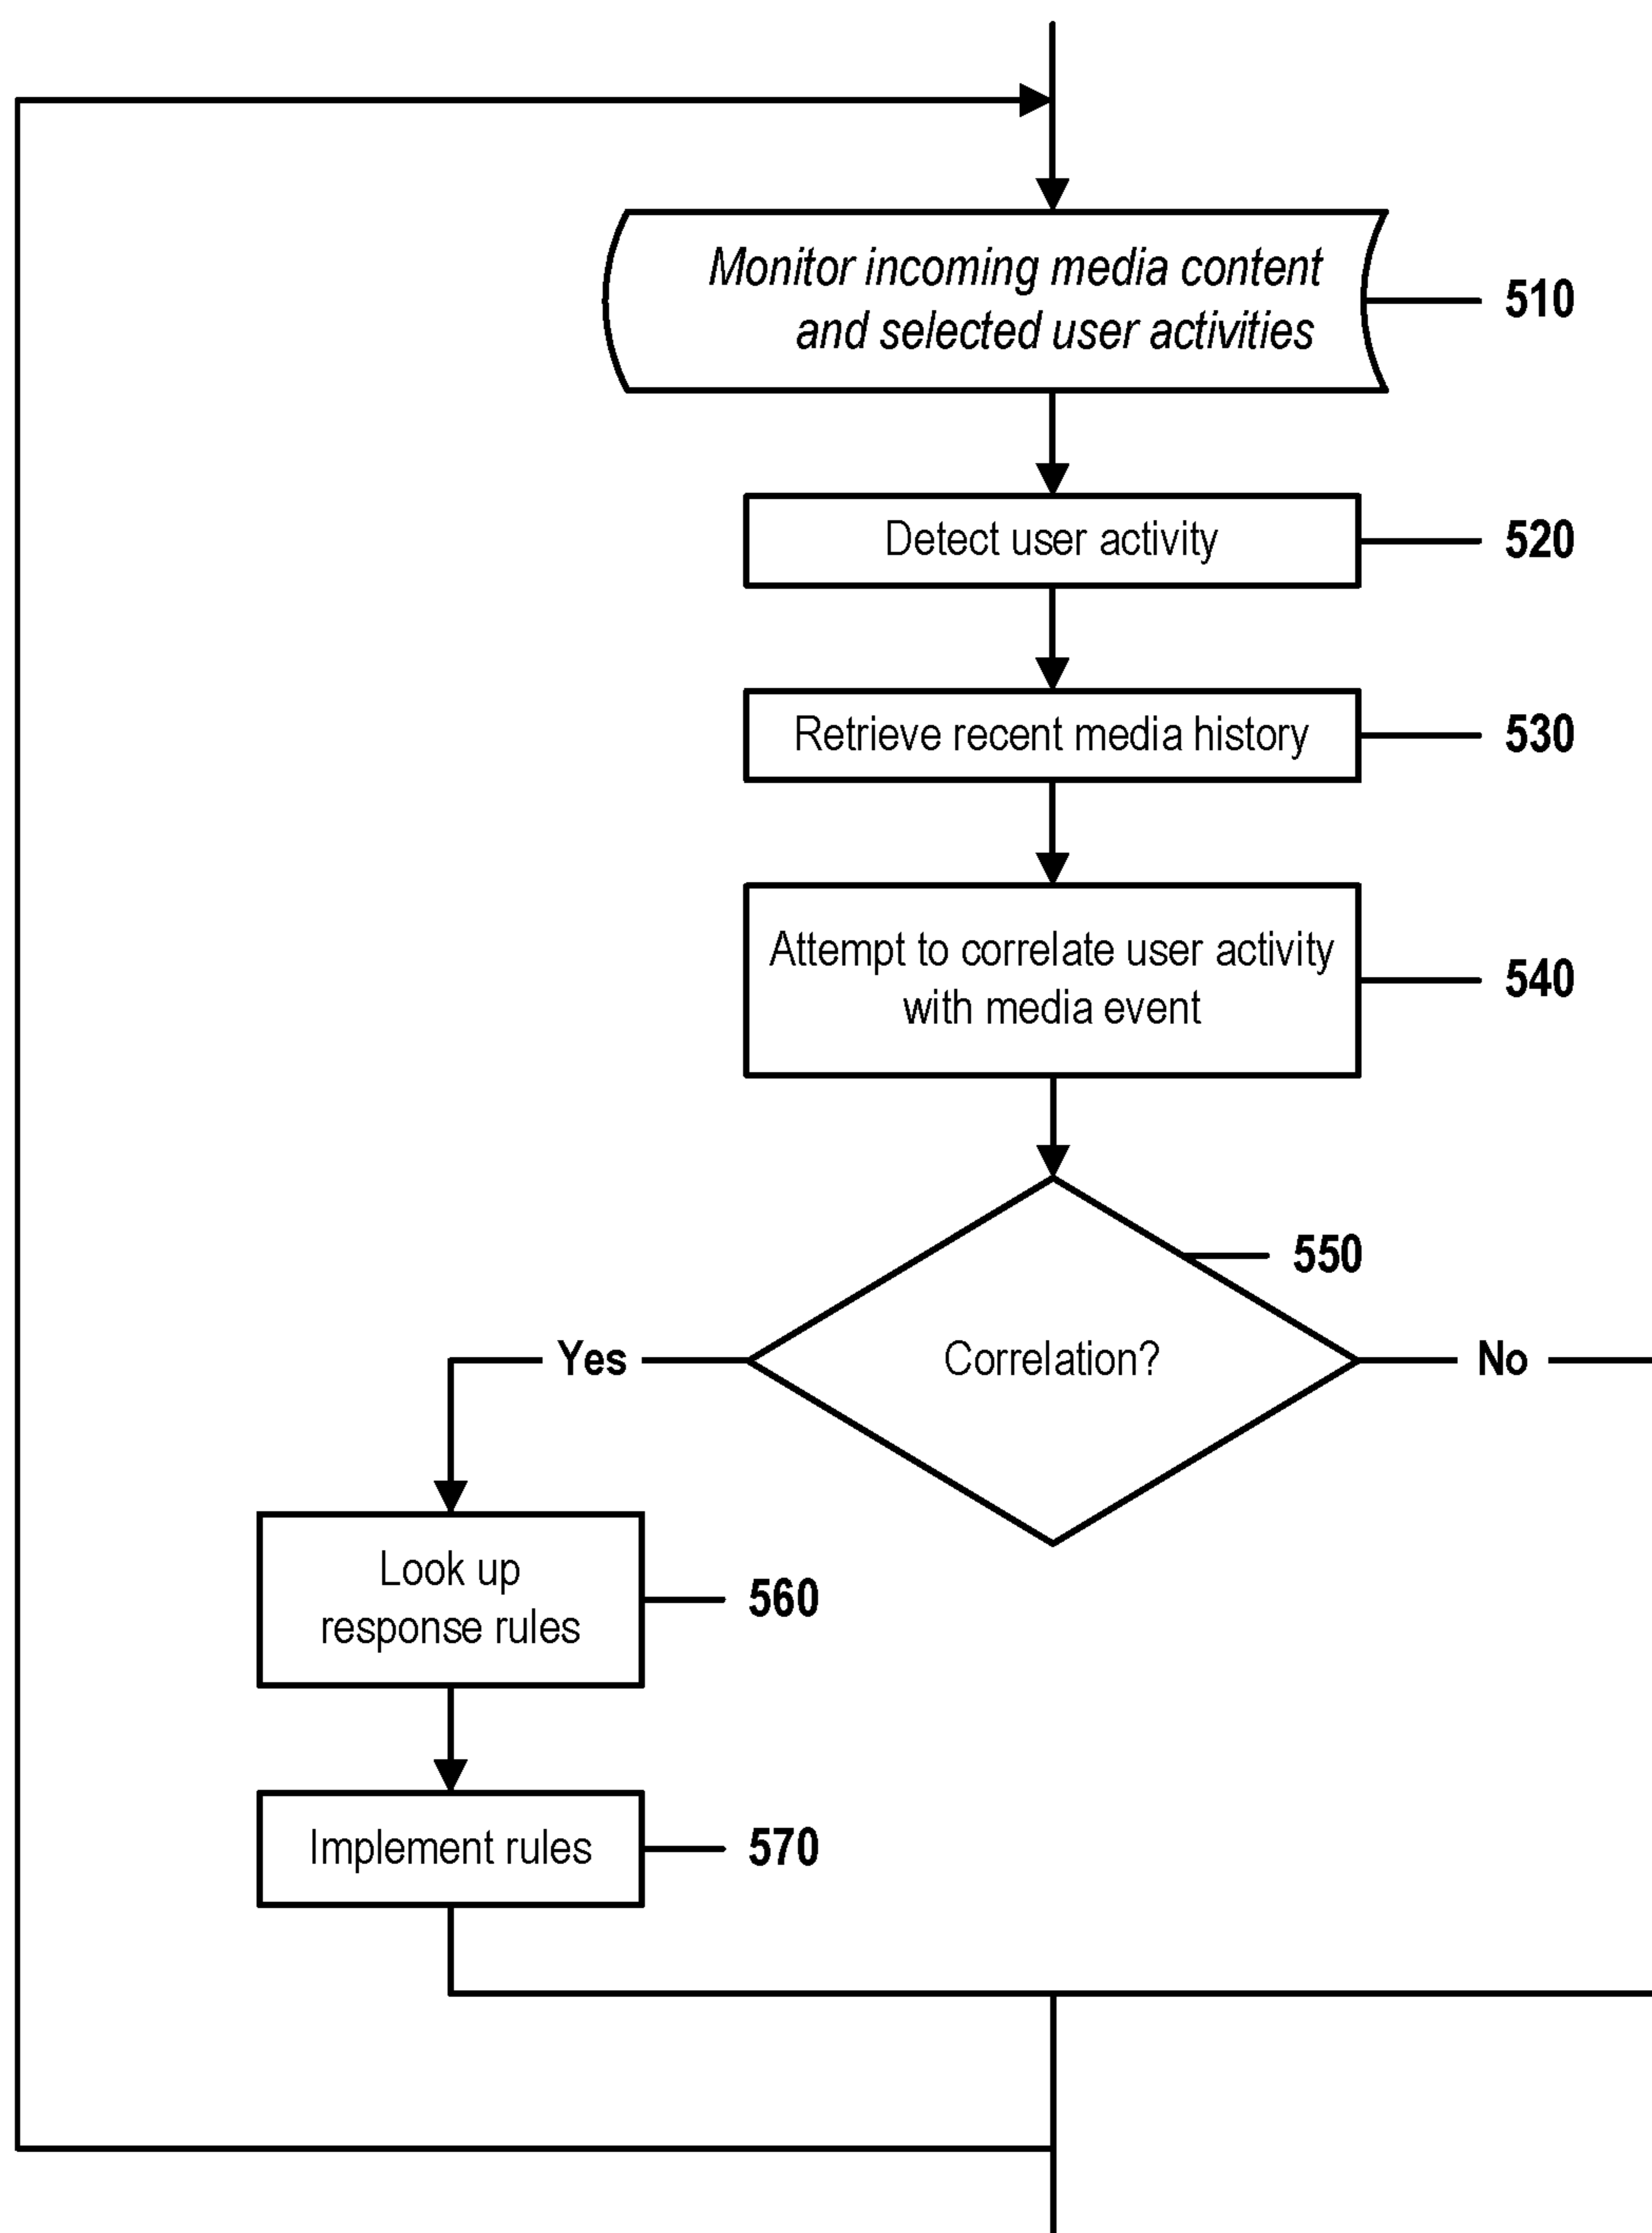 Monitor incoming media content
and selected user activities
510
Detect user activity
520
Retrieve recent media history
530
Attempt to correlate user activity
with media event
540
550
Correlation?
Yes
No
Look up
response rules
560
Implement rules
570